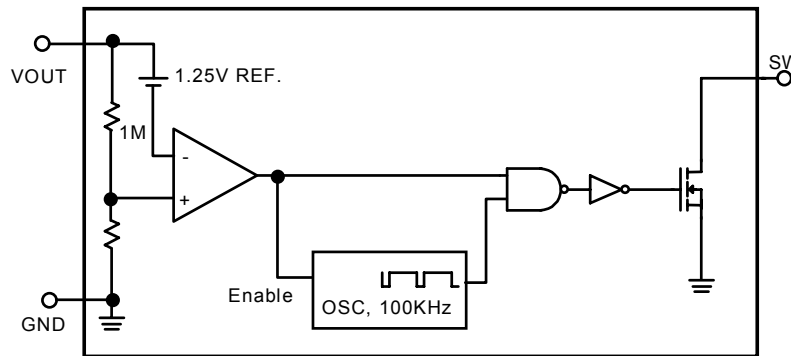 VOUT
1.25V REF.
SW
1M
-
+
Enable
OSC, 100KHz
GND